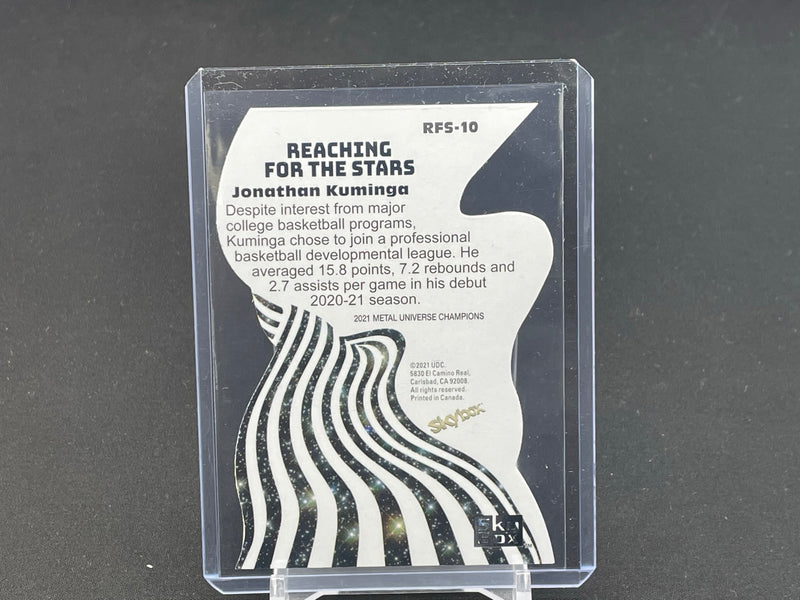 RFS-10
REACHING
FOR THE STARS
Jonathan Kuminga
Despite interest from major
college basketball programs,
Kuminga chose to join a professional
basketball developmental league. He
averaged 15.8 points, 7.2 rebounds and
2.7 assists per game in his debut
2020-21 season.
2021 METAL UNIVERSE CHAMPIONS
©2021 UDC.
5830 El Camino Real,
Carlsbad, CA 92008.
All rights reserved.
Printed in Canada.
skybox
Sky
Box